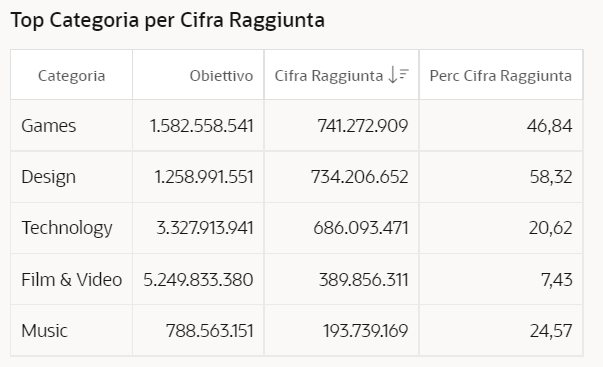 Top Categoria per Cifra Raggiunta
Categoria Obiettivo Cifra Raggiunta Perc Cifra Raggiunta
Games 1.582.558.541 741.272.909 46,84
Design 1.258.991.551 734.206.652 58,32
Technology 3.327.913.941 686.093.471 20,62
Film & Video 5.249.833.380 389.856.311 7,43
Music 788.563.151 193.739.169 24,57